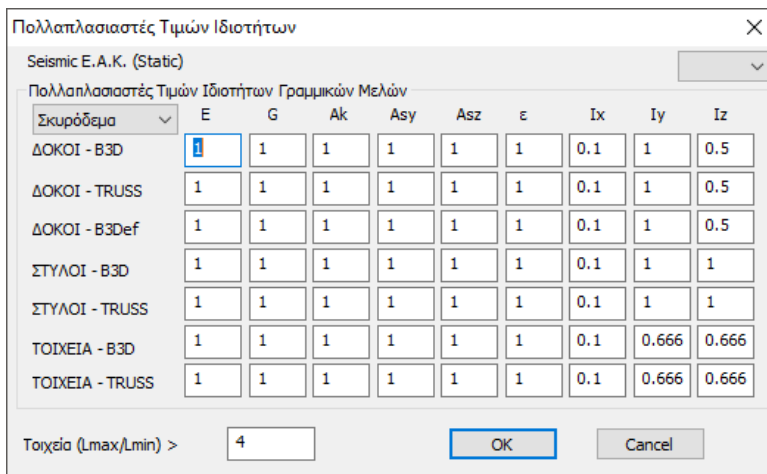 Πολλαπλασιαστές Τιμών Ιδιοτήτων
Seismic Ε.Α.Κ. (Static)
Πολλαπλασιαστές Τιμών Ιδιοτήτων Γραμμικών Μελών
Σκυρόδεμα E G Ak Asy Asz ε Ix Iy Iz
ΔΟΚΟΙ - B3D 1 1 1 1 1 1 0.1 1 0.5
ΔΟΚΟΙ - TRUSS 1 1 1 1 1 1 0.1 1 0.5
ΔΟΚΟΙ - B3Def 1 1 1 1 1 1 0.1 1 0.5
ΣΤΥΛΟΙ - B3D 1 1 1 1 1 1 0.1 1 1
ΣΤΥΛΟΙ - TRUSS 1 1 1 1 1 1 0.1 1 1
ΤΟΙΧΕΙΑ - B3D 1 1 1 1 1 1 0.1 0.666 0.666
ΤΟΙΧΕΙΑ - TRUSS 1 1 1 1 1 1 0.1 0.666 0.666
Τοιχεία (Lmax/Lmin) > 4 OK Cancel